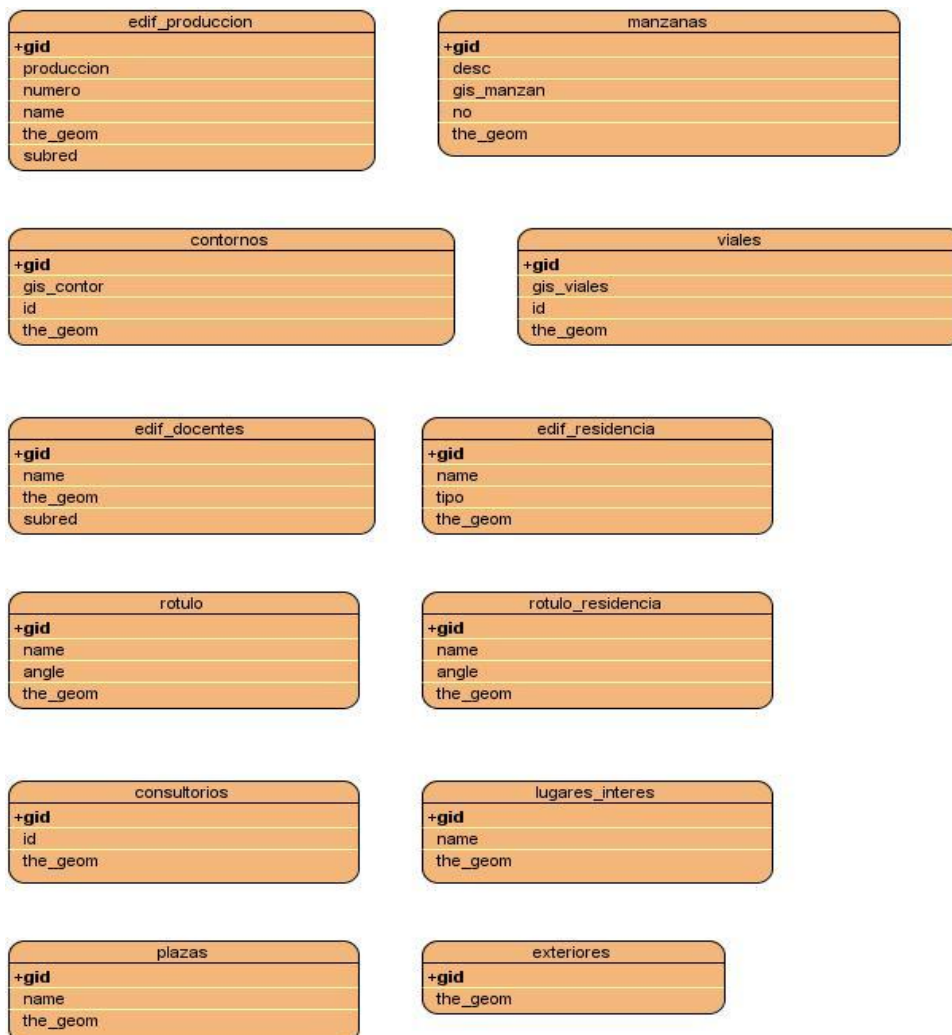 edif_produccion
+gid
produccion
numero
name
the_geom
subred
manzanas
+gid
desc
gis_manzan
no
the_geom
contornos
+gid
gis_contor
id
the_geom
viales
+gid
gis_viales
id
the_geom
edif_docentes
+gid
name
the_geom
subred
edif_residencia
+gid
name
tipo
the_geom
rotulo
+gid
name
angle
the_geom
rotulo_residencia
+gid
name
angle
the_geom
consultorios
+gid
id
the_geom
lugares_interes
+gid
name
the_geom
plazas
+gid
name
the_geom
exteriores
+gid
the_geom